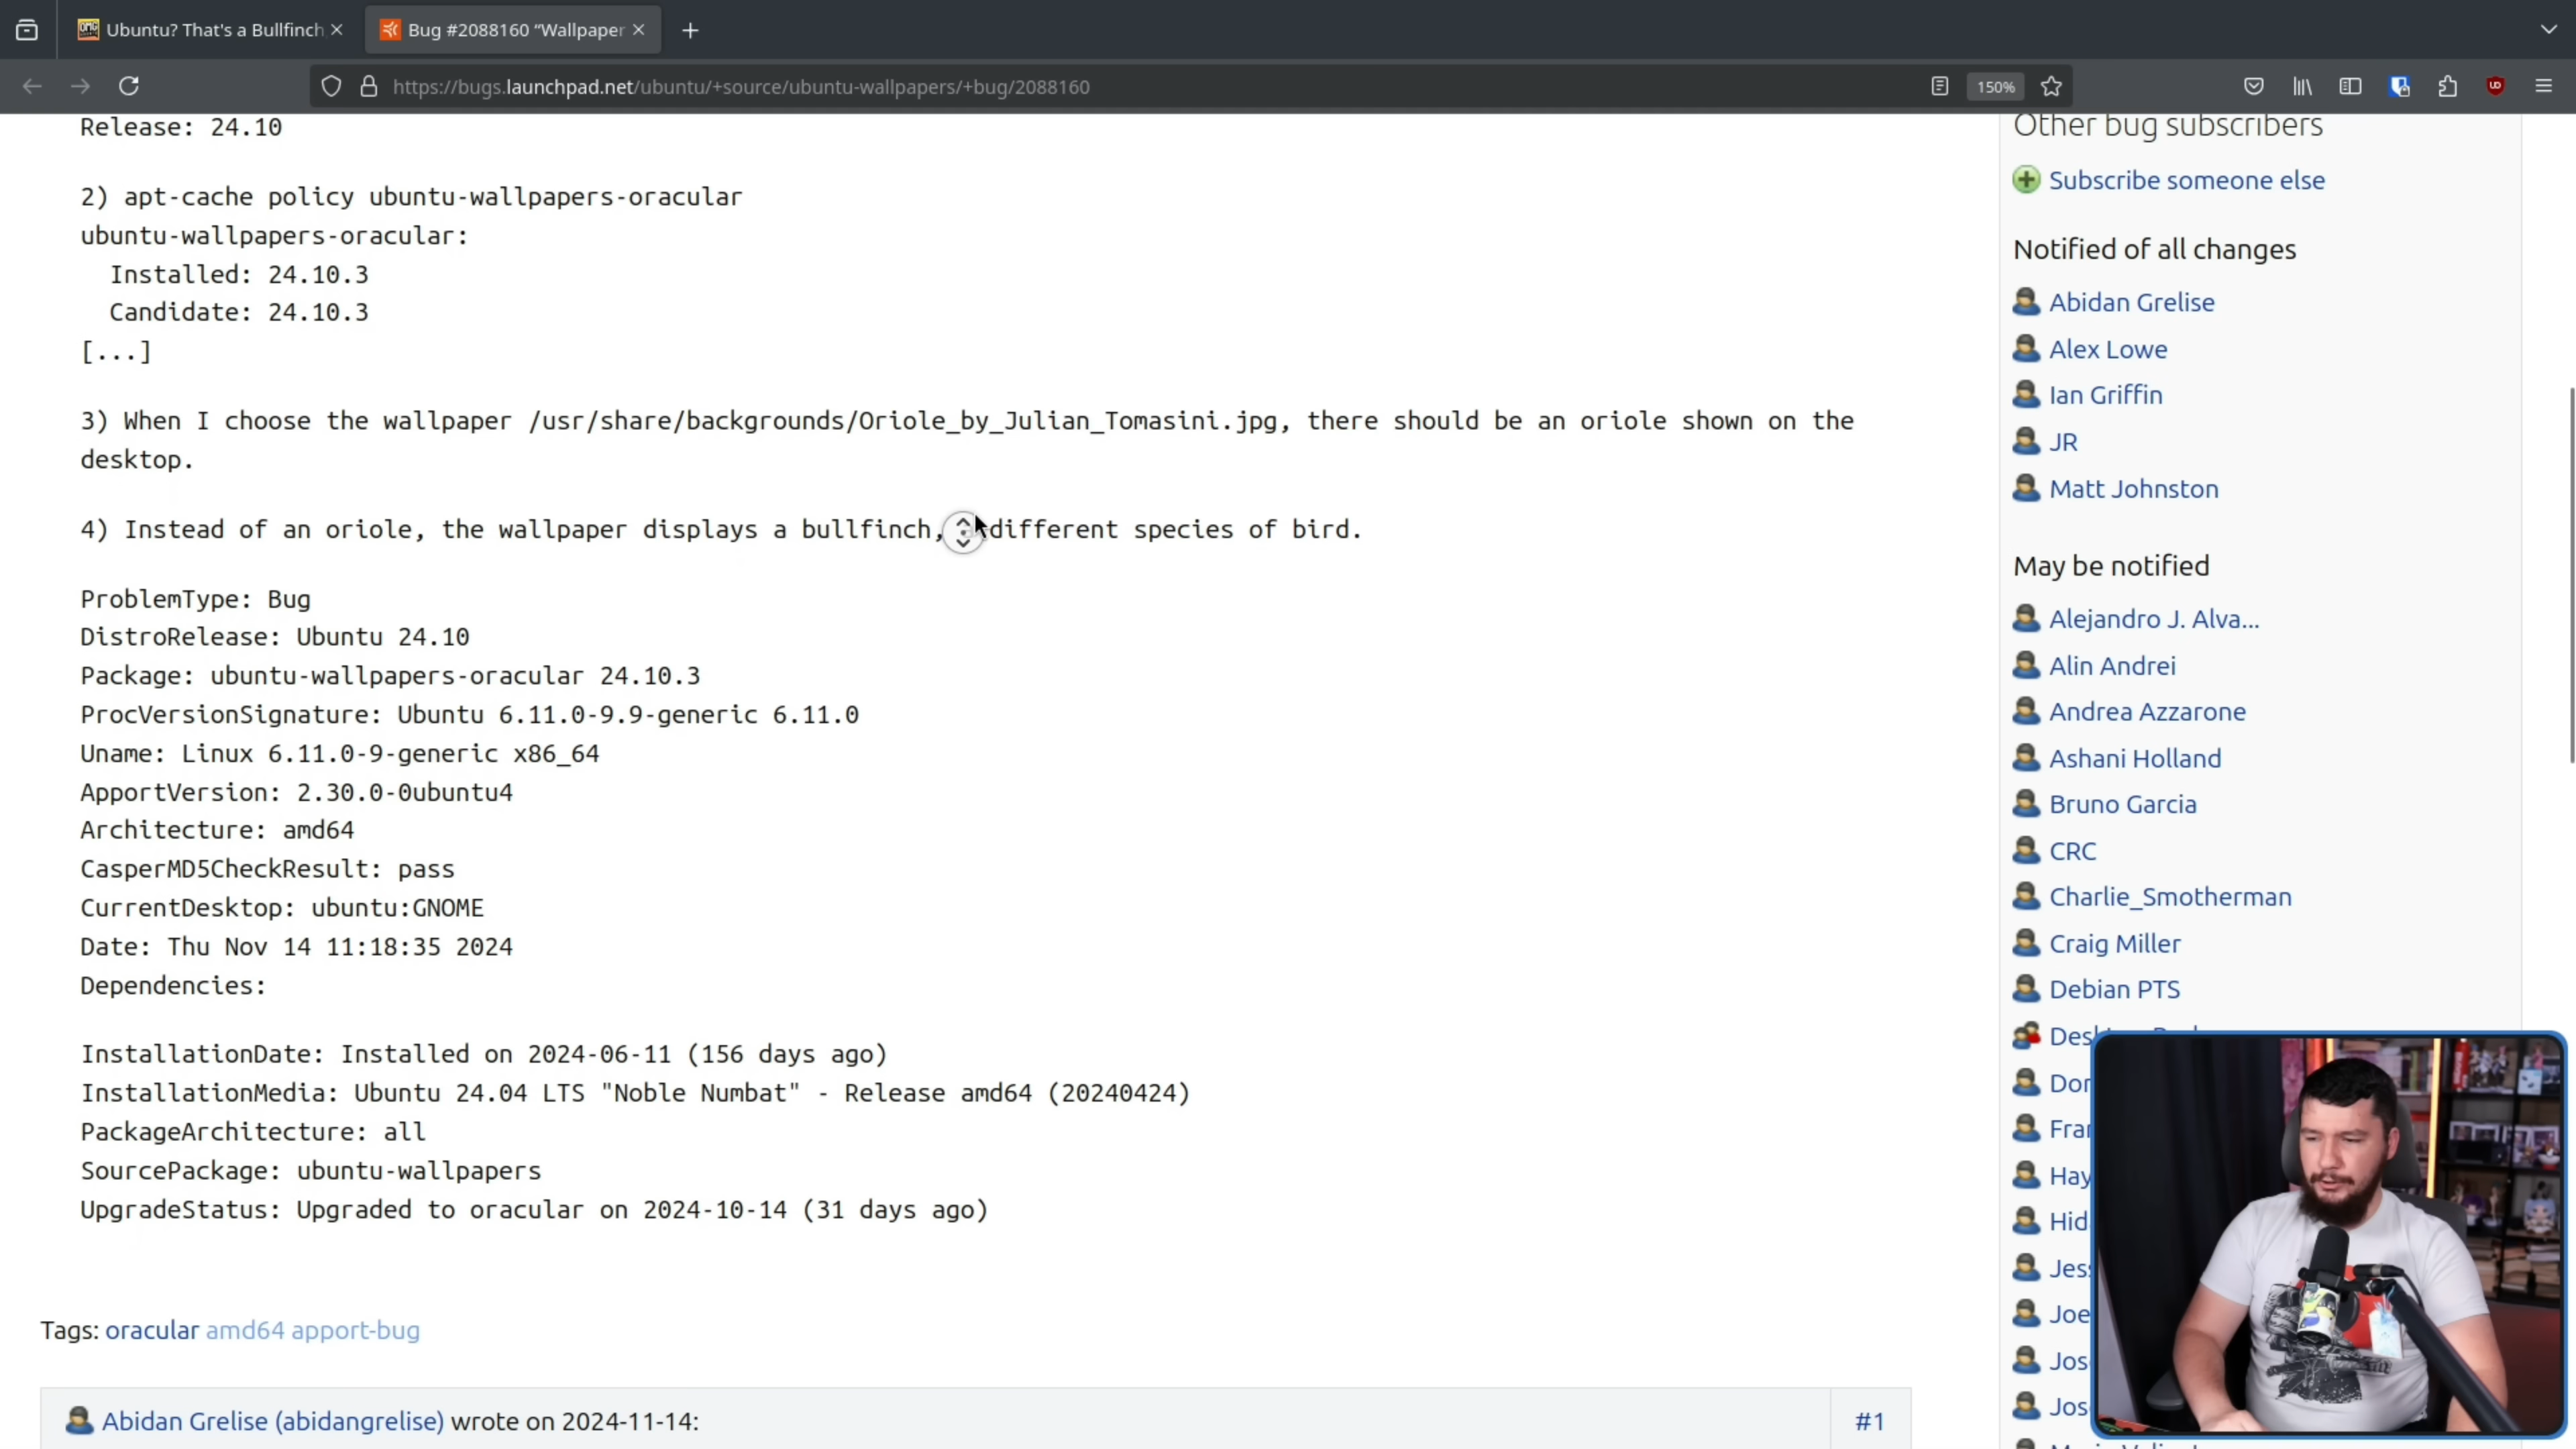 Ubuntu? That's a Bullfinch
Bug #2088160 “Wallpaper
https://bugs.launchpad.net/ubuntu/+source/ubuntu-wallpapers/+bug/2088160
150%
Release: 24.10
2) apt-cache policy ubuntu-wallpapers-oracular
ubuntu-wallpapers-oracular:
Installed: 24.10.3
Candidate: 24.10.3
[...]
3) When I choose the wallpaper /usr/share/backgrounds/Oriole_by_Julian_Tomasini.jpg, there should be an oriole shown on the
desktop.
4) Instead of an oriole, the wallpaper displays a bullfinch, different species of bird.
ProblemType: Bug
DistroRelease: Ubuntu 24.10
Package: ubuntu-wallpapers-oracular 24.10.3
ProcVersionSignature: Ubuntu 6.11.0-9.9-generic 6.11.0
Uname: Linux 6.11.0-9-generic x86_64
ApportVersion: 2.30.0-0ubuntu4
Architecture: amd64
CasperMD5CheckResult: pass
CurrentDesktop: ubuntu:GNOME
Date: Thu Nov 14 11:18:35 2024
Dependencies:
InstallationDate: Installed on 2024-06-11 (156 days ago)
InstallationMedia: Ubuntu 24.04 LTS "Noble Numbat" - Release amd64 (20240424)
PackageArchitecture: all
SourcePackage: ubuntu-wallpapers
UpgradeStatus: Upgraded to oracular on 2024-10-14 (31 days ago)
Tags: oracular amd64 apport-bug
Abidan Grelise (abidangrelise) wrote on 2024-11-14:
#1
Other bug subscribers
Subscribe someone else
Notified of all changes
Abidan Grelise
Alex Lowe
Ian Griffin
JR
Matt Johnston
May be notified
Alejandro J. Alva...
Alin Andrei
Andrea Azzarone
Ashani Holland
Bruno Garcia
CRC
Charlie_Smotherman
Craig Miller
Debian PTS
Hay
Hid
Joe
Jos
Jos